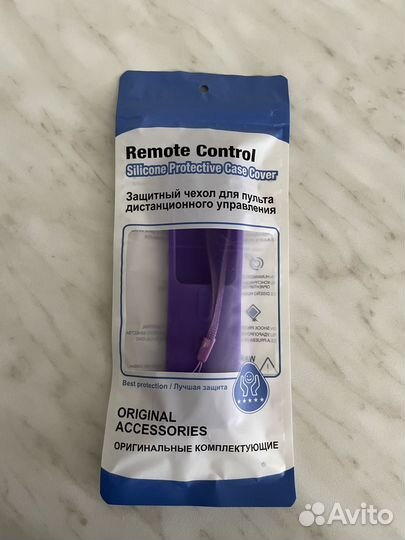 Remote Control
Silicone Protective Case Cover
Защитный чехол для пульта
дистанционного управления
Best protection / Лучшая защита
ORIGINAL
ACCESSORIES
ОРИГИНАЛЬНЫЕ КОМПЛЕКТУЮЩИЕ
Avito